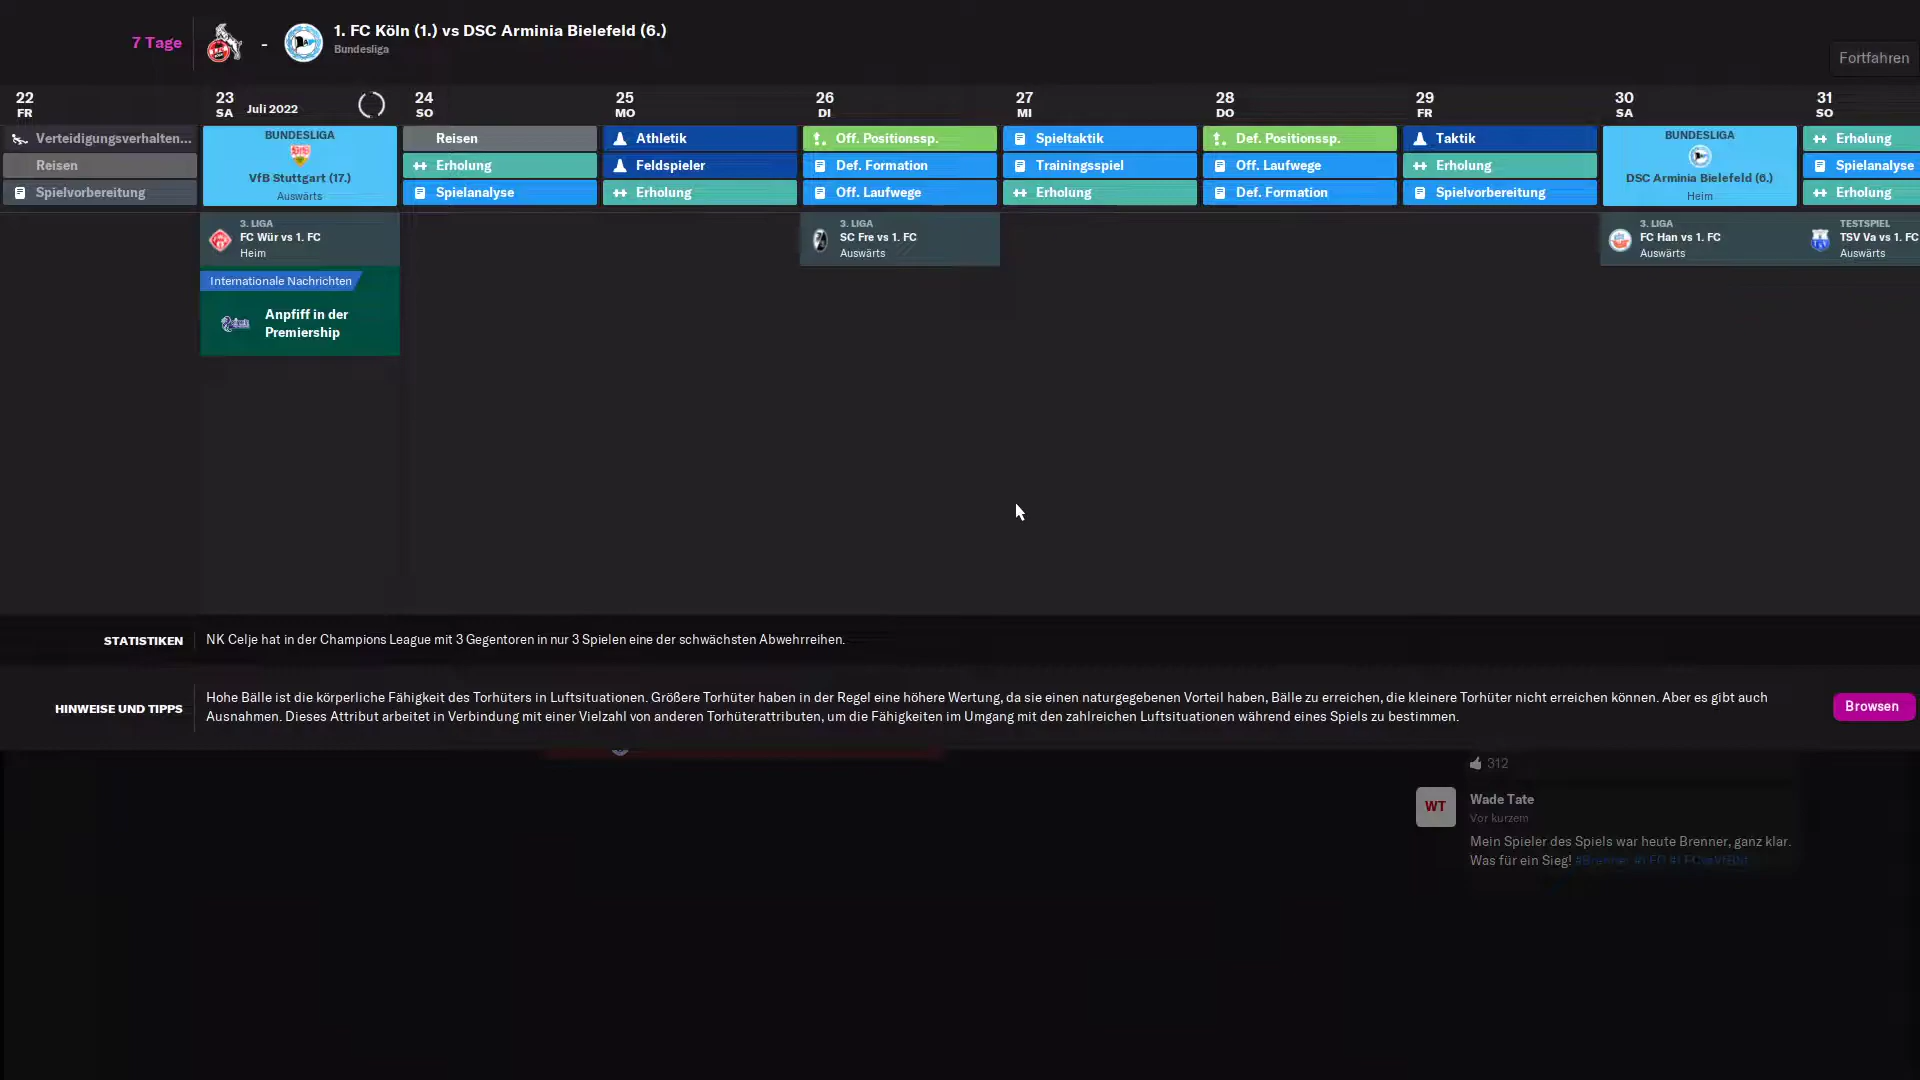 7 Tage
-
1. FC Köln (1.) vs DSC Arminia Bielefeld (6.)
Bundesliga
Fortfahren
22
FR
23
SA
Juli 2022
24
SO
25
MO
26
DI
27
MI
28
DO
29
FR
30
SA
31
SO
Verteidigungsverhalten...
Reisen
Spielvorbereitung
BUNDESLIGA
VfB Stuttgart (17.)
Auswärts
Reisen
Erholung
Spielanalyse
Athletik
Feldspieler
Erholung
Off. Positionssp.
Def. Formation
Off. Laufwege
Spieltaktik
Trainingsspiel
Erholung
Def. Positionssp.
Off. Laufwege
Def. Formation
Taktik
Erholung
Spielvorbereitung
BUNDESLIGA
DSC Arminia Bielefeld (6.)
Heim
Erholung
Spielanalyse
Erholung
3. LIGA
FC Wür vs 1. FC
Heim
3. LIGA
SC Fre vs 1. FC
Auswärts
3. LIGA
FC Han vs 1. FC
Auswärts
TESTSPIEL
TSV Va vs 1. FC
Auswärts
Internationale Nachrichten
Anpfiff in der
Premiership
STATISTIKEN
NK Celje hat in der Champions League mit 3 Gegentoren in nur 3 Spielen eine der schwächsten Abwehrreihen.
HINWEISE UND TIPPS
Hohe Bälle ist die körperliche Fähigkeit des Torhüters in Luftsituationen. Größere Torhüter haben in der Regel eine höhere Wertung, da sie einen naturgegebenen Vorteil haben, Bälle zu erreichen, die kleinere Torhüter nicht erreichen können. Aber es gibt auch
Ausnahmen. Dieses Attribut arbeitet in Verbindung mit einer Vielzahl von anderen Torhüterattributen, um die Fähigkeiten im Umgang mit den zahlreichen Luftsituationen während eines Spiels zu bestimmen.
Browsen
312
WT
Wade Tate
Vor kurzem
Mein Spieler des Spiels war heute Brenner, ganz klar.
Was für ein Sieg! #Brenner